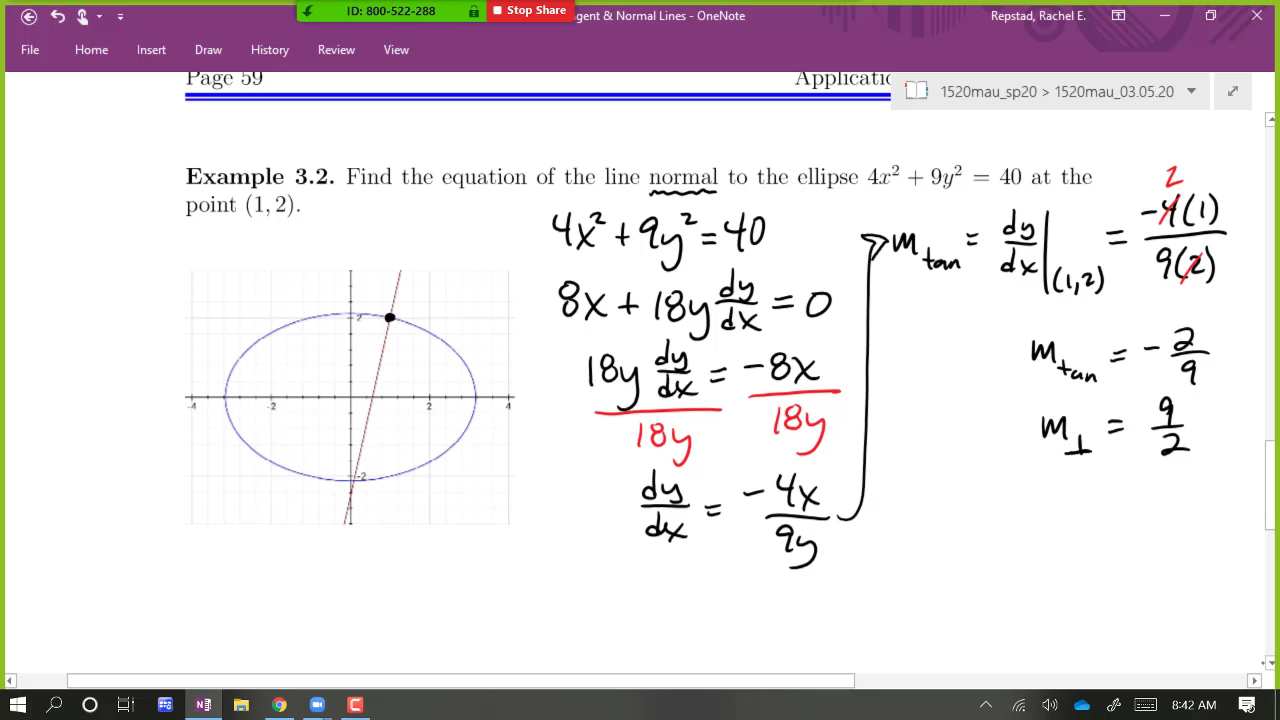 ID: 800-522-288
Stop Share
gent & Normal Lines - OneNote
Repstad, Rachel E.
File Home Insert Draw History Review View
Page 59
Applicatio
1520mau_sp20 > 1520mau_03.05.20
Example 3.2. Find the equation of the line normal to the ellipse 4x² + 9y² = 40 at the
point (1, 2).
4x² + 9y² = 40
8x + 18y dy/dx = 0
18y dy/dx = -8x
18y 18y
dy/dx = -4x/9y
m_tan = dy/dx |(1,2) = -4(1)/9(2)
2
m_tan = -2/9
m⊥ = 9/2
2
-4 -2 2 4
-2
8:42 AM